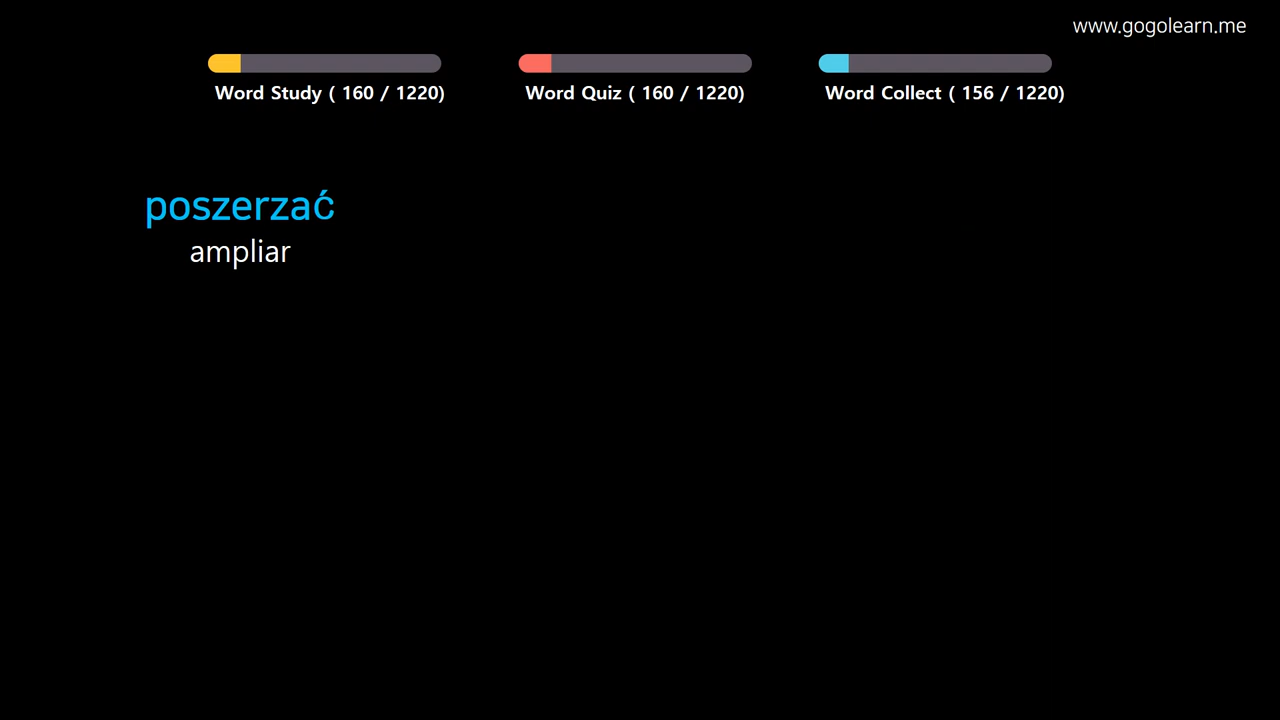 www.gogolearn.me
Word Study ( 160 / 1220)
Word Quiz ( 160 / 1220)
Word Collect ( 156 / 1220)
poszerzać
ampliar